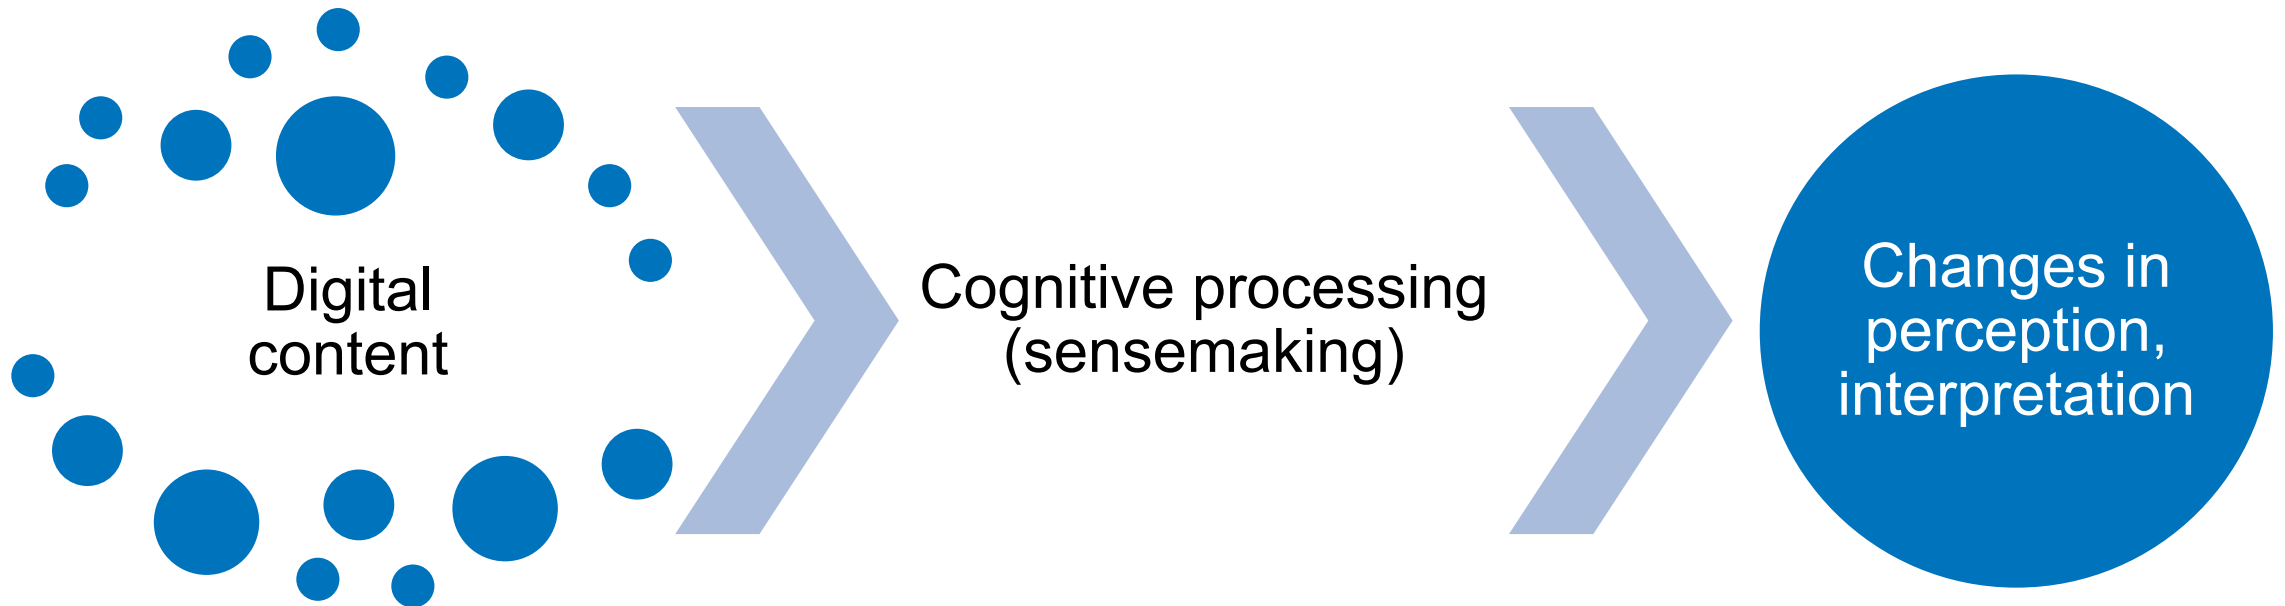 Digital
content
Cognitive processing
(sensemaking)
Changes in
perception,
interpretation